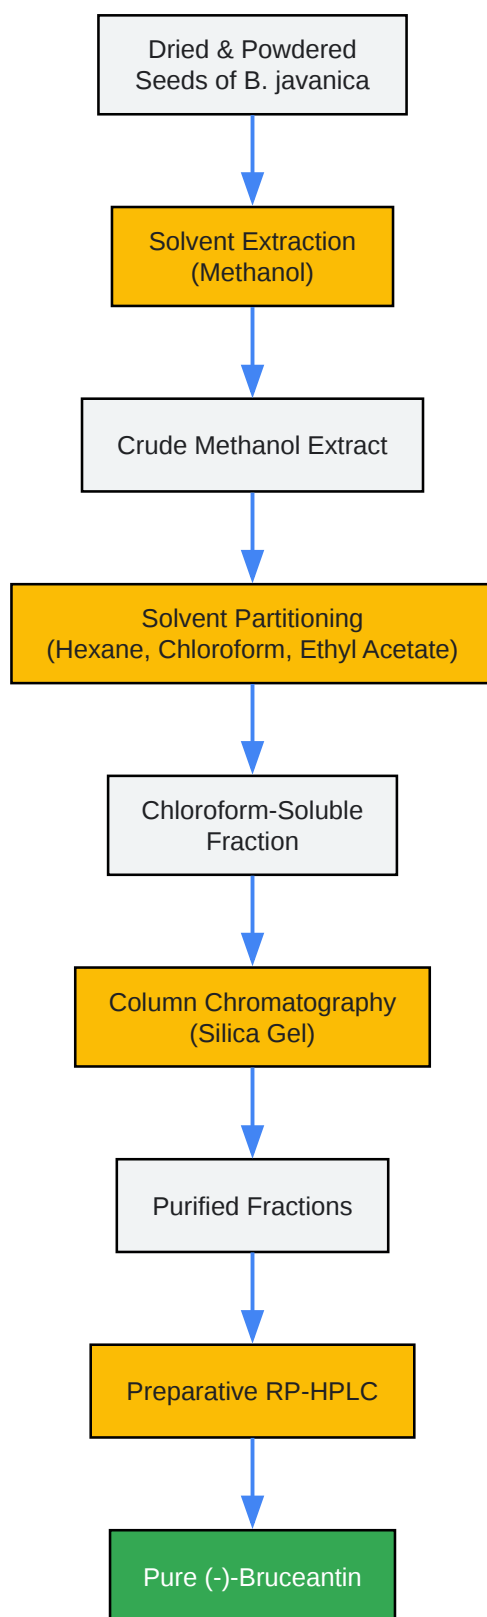 Dried & Powdered
Seeds of B. javanica
Solvent Extraction
(Methanol)
Crude Methanol Extract
Solvent Partitioning
(Hexane, Chloroform, Ethyl Acetate)
Chloroform-Soluble
Fraction
Column Chromatography
(Silica Gel)
Purified Fractions
Preparative RP-HPLC
Pure (-)-Bruceantin